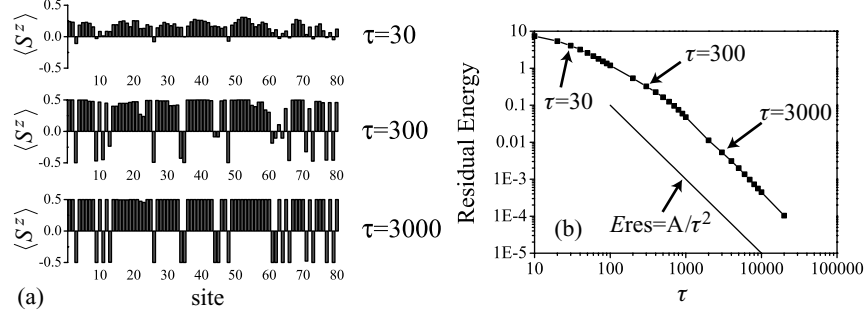 0.5
0.0
-0.5
⟨S^z⟩
10 20 30 40 50 60 70 80
τ=30
0.5
0.0
-0.5
⟨S^z⟩
10 20 30 40 50 60 70 80
τ=300
0.5
0.0
-0.5
⟨S^z⟩
10 20 30 40 50 60 70 80
τ=3000
(a)
site
Residual Energy
10
1
0.1
0.01
1E-3
1E-4
1E-5
τ=30
τ=300
τ=3000
Eres=A/τ²
(b)
10 100 1000 10000 100000
τ